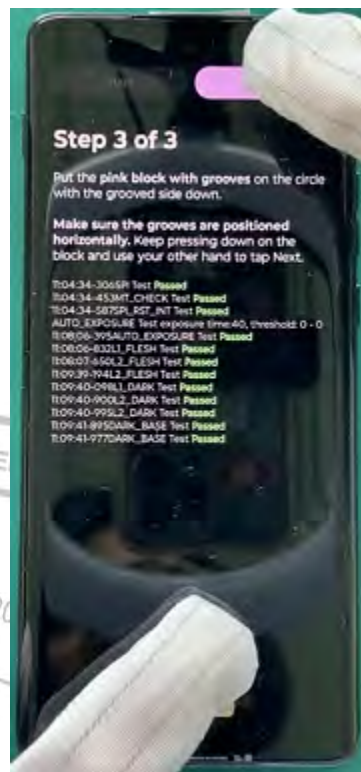 Step 3 of 3
Put the pink block with grooves on the circle
with the grooved side down.
Make sure the grooves are positioned
horizontally. Keep pressing down on the
block and use your other hand to tap Next.
11:04:34-306SPI Test Passed
11:04:34-453MT_CHECK Test Passed
11:04:34-587SPI_RST_INT Test Passed
AUTO_EXPOSURE Test exposure time:40, threshold: 0 - 0
11:08:06-395AUTO_EXPOSURE Test Passed
11:08:06-832L1_FLESH Test Passed
11:08:07-650L2_FLESH Test Passed
11:09:39-194L2_FLESH Test Passed
11:09:40-098L1_DARK Test Passed
11:09:40-900L2_DARK Test Passed
11:09:40-995L2_DARK Test Passed
11:09:41-895DARK_BASE Test Passed
11:09:41-977DARK_BASE Test Passed